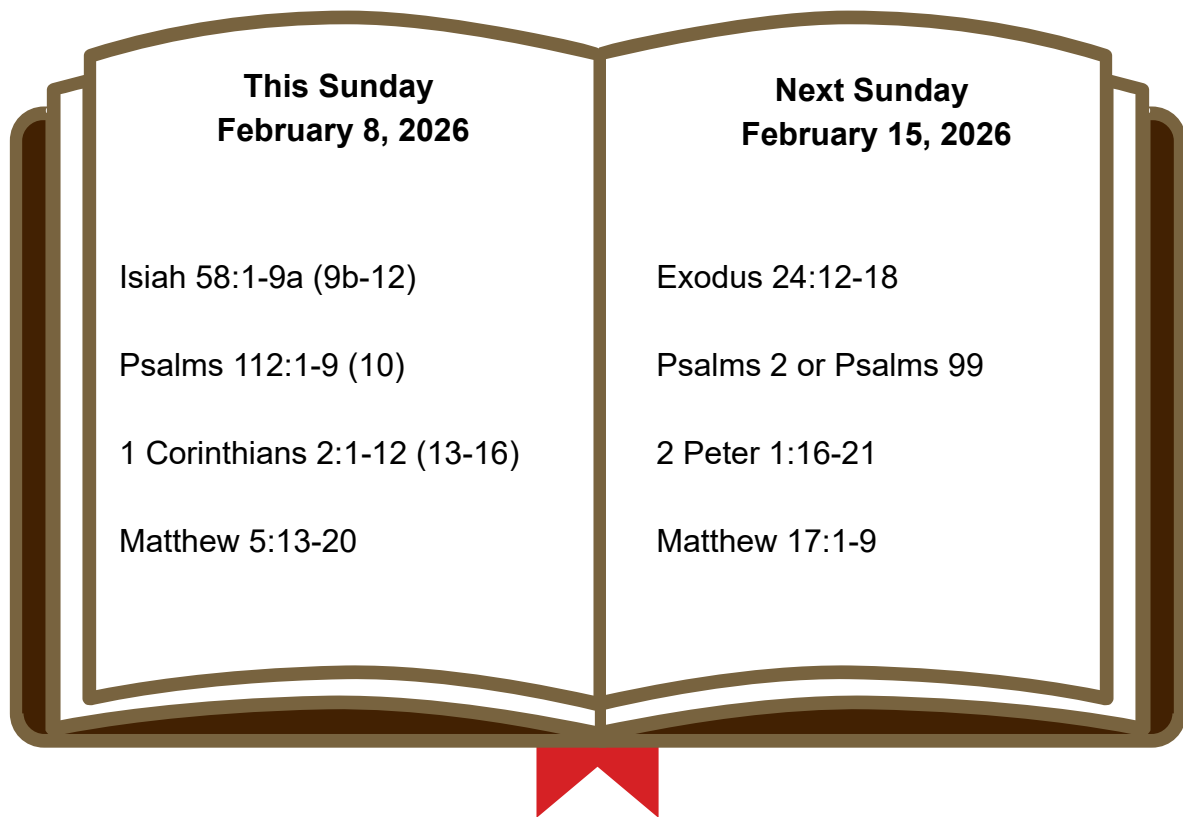 This Sunday
February 8, 2026
Isiah 58:1-9a (9b-12)
Psalms 112:1-9 (10)
1 Corinthians 2:1-12 (13-16)
Matthew 5:13-20
Next Sunday
February 15, 2026
Exodus 24:12-18
Psalms 2 or Psalms 99
2 Peter 1:16-21
Matthew 17:1-9